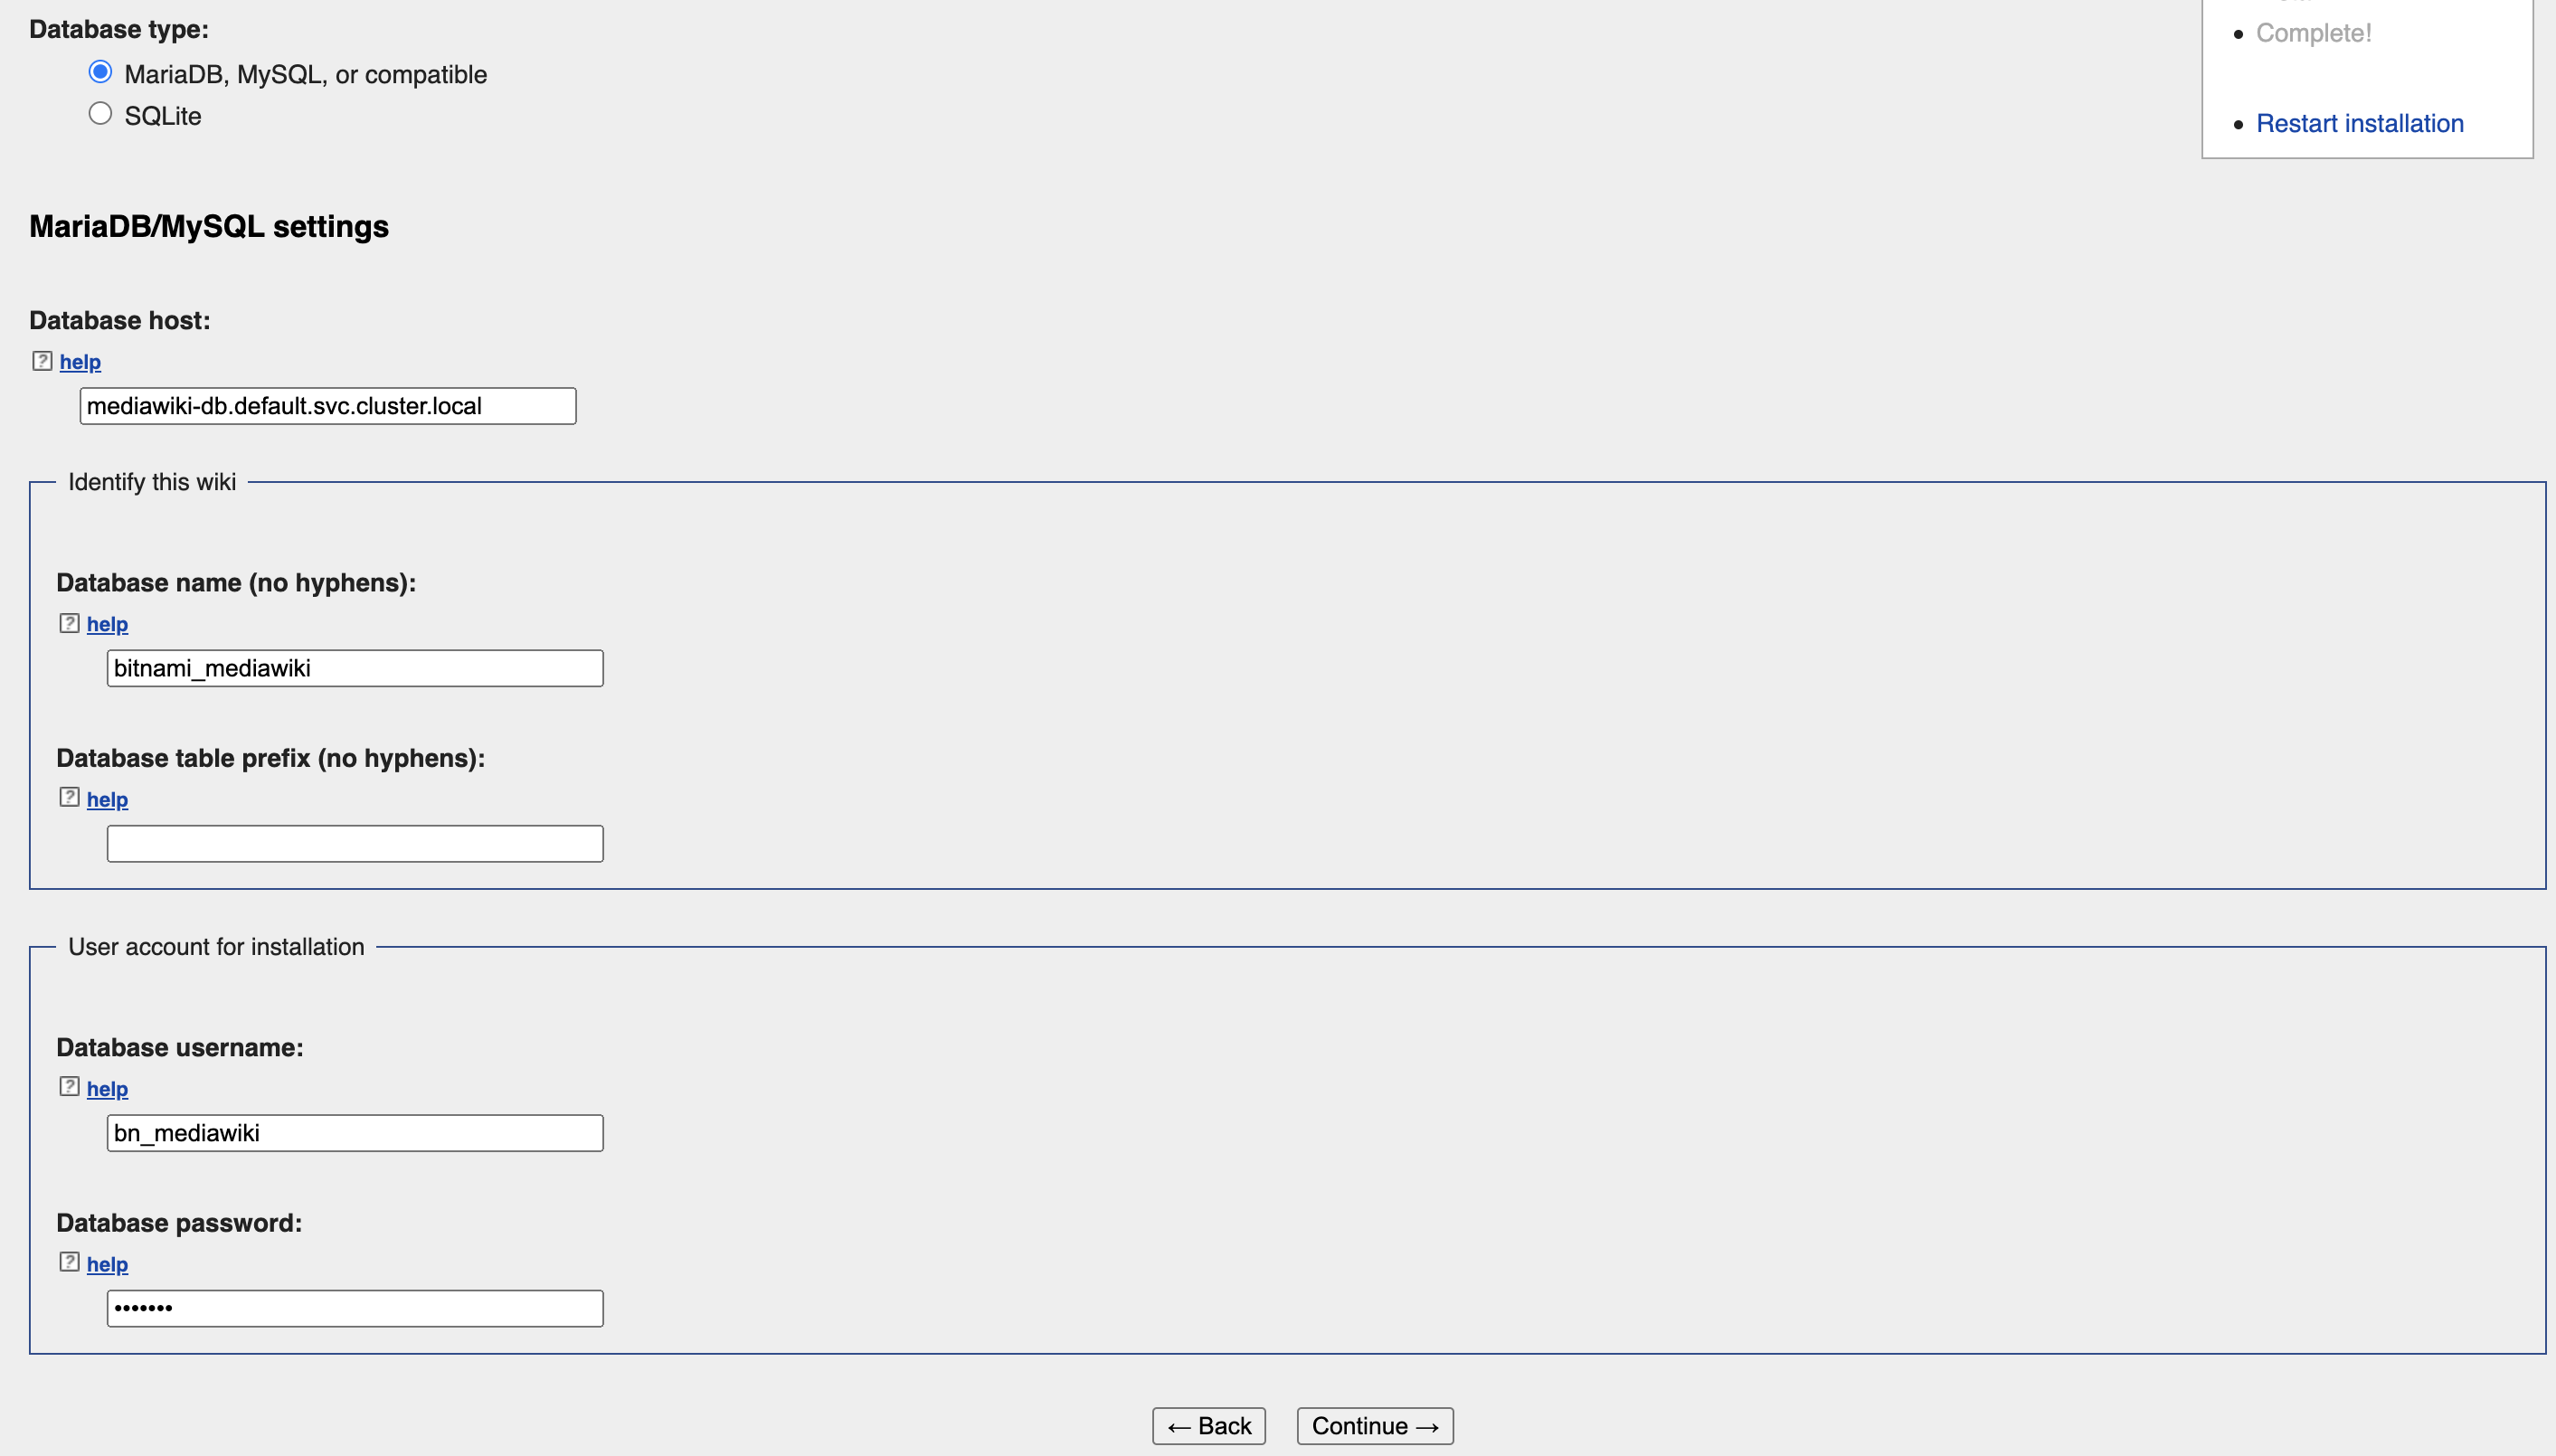 Database type:
MariaDB, MySQL, or compatible
SQLite
Complete!
Restart installation
MariaDB/MySQL settings
Database host:
help
mediawiki-db.default.svc.cluster.local
Identify this wiki
Database name (no hyphens):
help
bitnami_mediawiki
Database table prefix (no hyphens):
help
User account for installation
Database username:
help
bn_mediawiki
Database password:
help
•••••••
← Back
Continue →